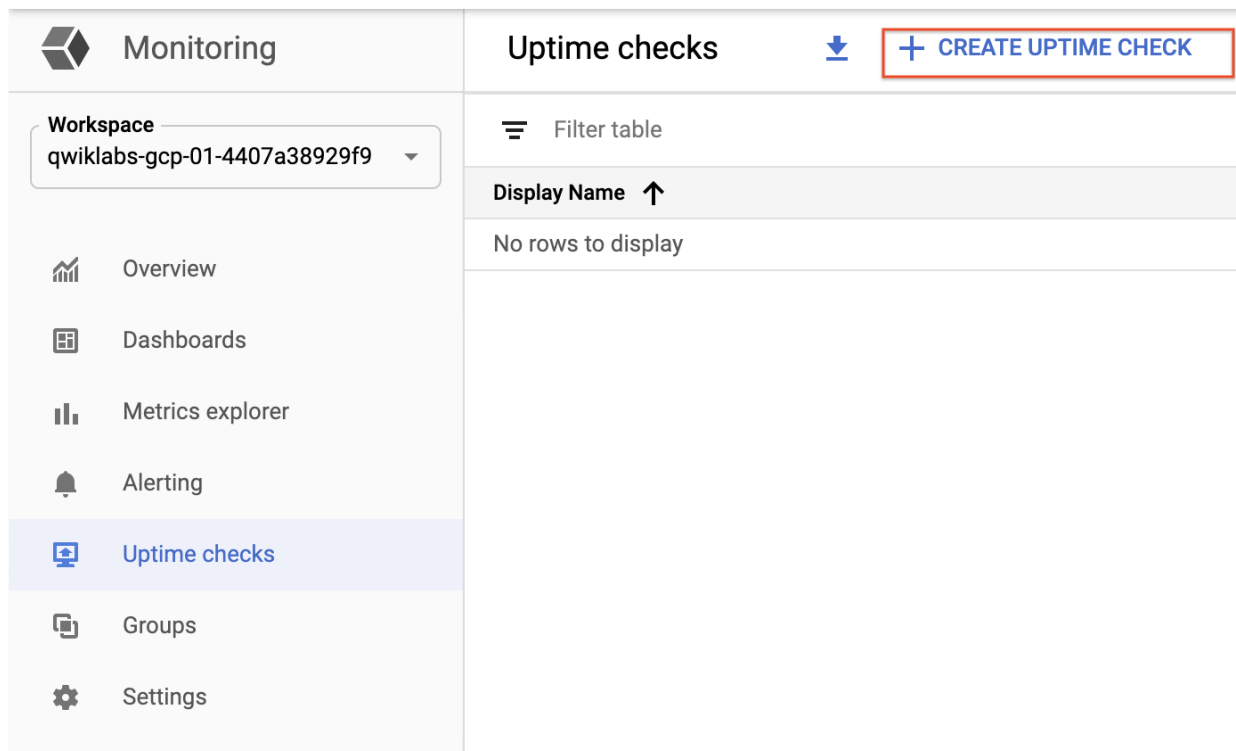 Monitoring
Uptime checks
CREATE UPTIME CHECK
Workspace
qwiklabs-gcp-01-4407a38929f9
Filter table
Display Name
No rows to display
Overview
Dashboards
Metrics explorer
Alerting
Uptime checks
Groups
Settings